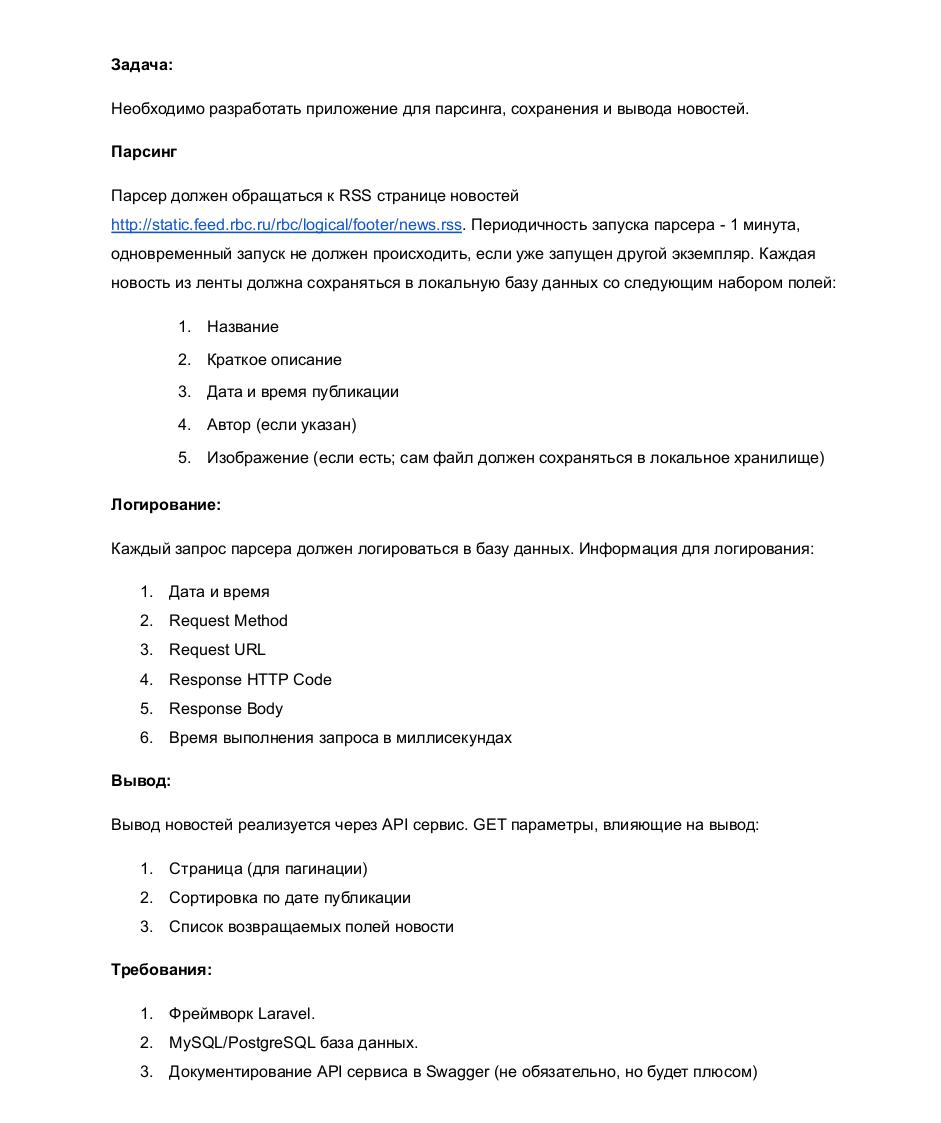 Задача:
Необходимо разработать приложение для парсинга, сохранения и вывода новостей.
Парсинг
Парсер должен обращаться к RSS странице новостей
http://static.feed.rbc.ru/rbc/logical/footer/news.rss. Периодичность запуска парсера - 1 минута,
одновременный запуск не должен происходить, если уже запущен другой экземпляр. Каждая
новость из ленты должна сохраняться в локальную базу данных со следующим набором полей:
1. Название
2. Краткое описание
3. Дата и время публикации
4. Автор (если указан)
5. Изображение (если есть; сам файл должен сохраняться в локальное хранилище)
Логирование:
Каждый запрос парсера должен логироваться в базу данных. Информация для логирования:
1. Дата и время
2. Request Method
3. Request URL
4. Response HTTP Code
5. Response Body
6. Время выполнения запроса в миллисекундах
Вывод:
Вывод новостей реализуется через API сервис. GET параметры, влияющие на вывод:
1. Страница (для пагинации)
2. Сортировка по дате публикации
3. Список возвращаемых полей новости
Требования:
1. Фреймворк Laravel.
2. MySQL/PostgreSQL база данных.
3. Документирование API сервиса в Swagger (не обязательно, но будет плюсом)